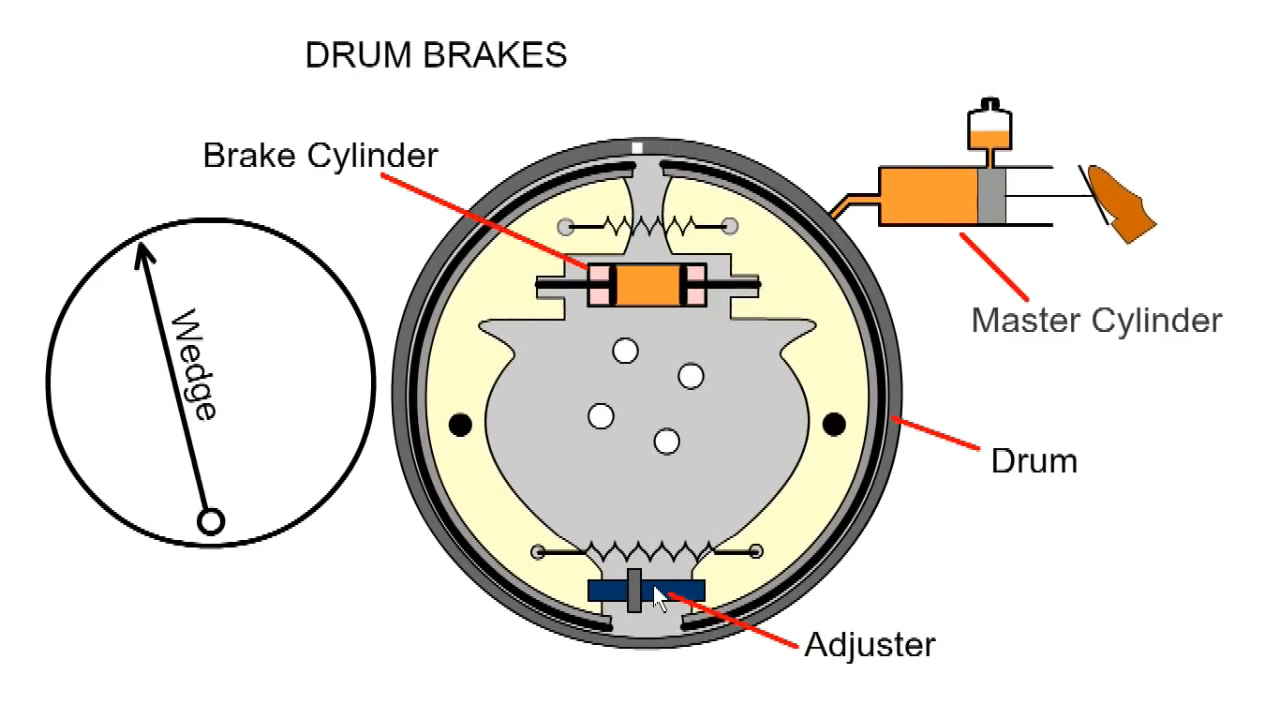 DRUM BRAKES
Brake Cylinder
Wedge
Master Cylinder
Drum
Adjuster